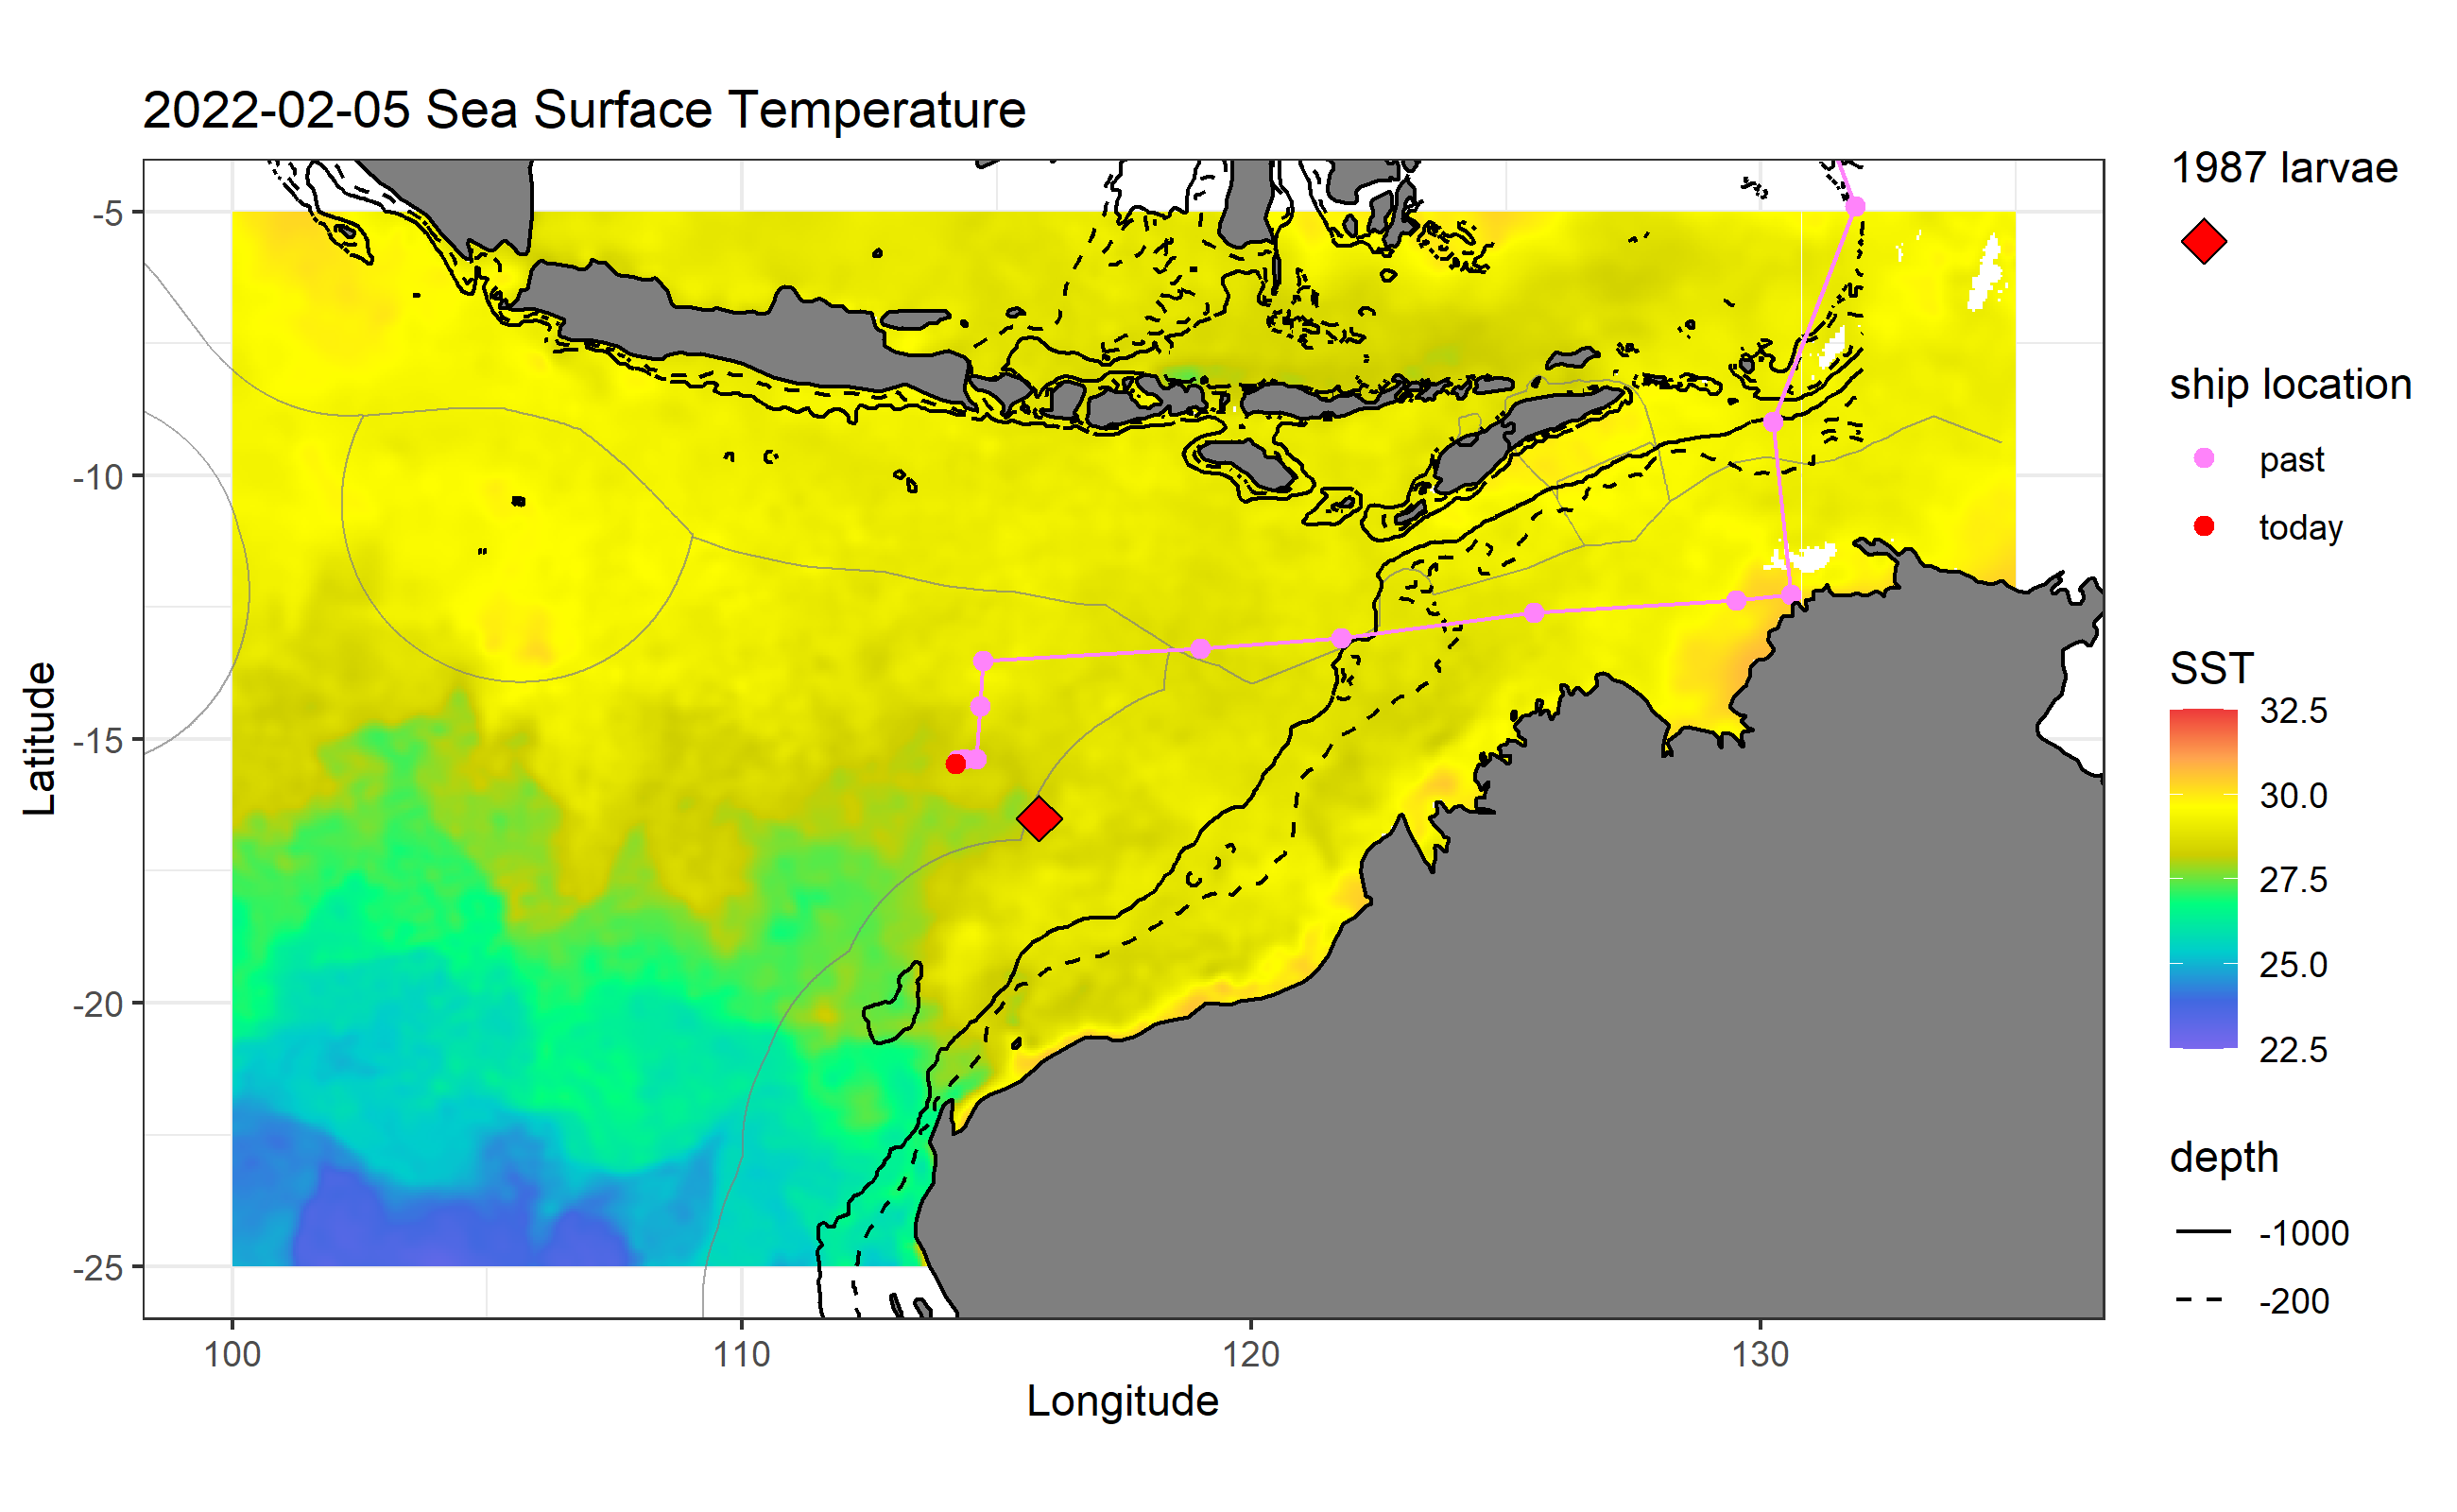 2022-02-05 Sea Surface Temperature
Latitude
-5
-10
-15
-20
-25
100
110
120
130
Longitude
1987 larvae
ship location
past
today
SST
32.5
30.0
27.5
25.0
22.5
depth
-1000
-200